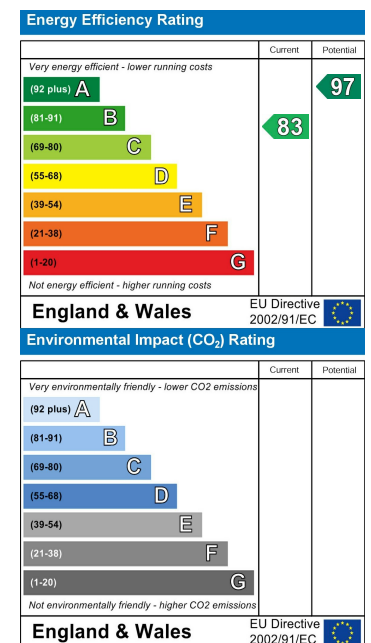 Energy Efficiency Rating
Current Potential
Very energy efficient - lower running costs
(92 plus) A
97
(81-91) B
83
(69-80) C
(55-68) D
(39-54) E
(21-38) F
(1-20) G
Not energy efficient - higher running costs
England & Wales
EU Directive
2002/91/EC
Environmental Impact (CO₂) Rating
Current Potential
Very environmentally friendly - lower CO2 emissions
(92 plus) A
(81-91) B
(69-80) C
(55-68) D
(39-54) E
(21-38) F
(1-20) G
Not environmentally friendly - higher CO2 emissions
England & Wales
EU Directive
2002/91/EC